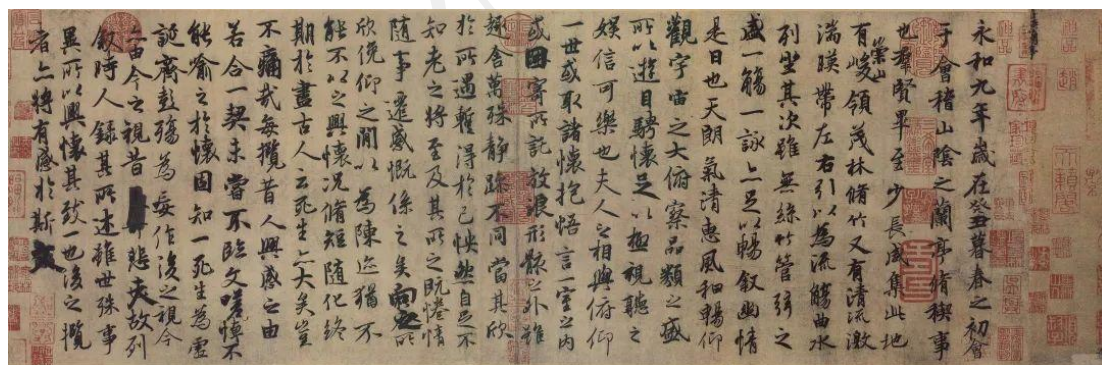 永和九年歲在癸丑暮春之初會
于會稽山陰之蘭亭脩禊事
也群賢畢至少長咸集此地
有崇山峻領茂林脩竹又有清流激
湍暎帶左右引以為流觴曲水
列坐其次雖無絲竹管弦之
盛一觴一詠亦足以暢敘幽情
是日也天朗氣清惠風和暢仰
觀宇宙之大俯察品類之盛
所以遊目騁懷足以極視聽之
娛信可樂也夫人之相與俯仰
一世或取諸懷抱悟言一室之內
或因寄所託放浪形骸之外雖
趣舍萬殊靜躁不同當其欣
於所遇暫得於己怏然自足不
知老之將至及其所之既惓情
隨事遷感慨係之矣向之所
欣俛仰之間以為陳迹猶不
能不以之興懷況脩短隨化終
期於盡古人云死生亦大矣豈
不痛哉每攬昔人興感之由
若合一契未嘗不臨文嗟悼不
能喻之於懷固知一死生為虛
誕齊彭殤為妄作後之視今
亦由今之視昔悲夫故列
敘時人錄其所述雖世殊事
異所以興懷其致一也後之攬
者亦將有感於斯文